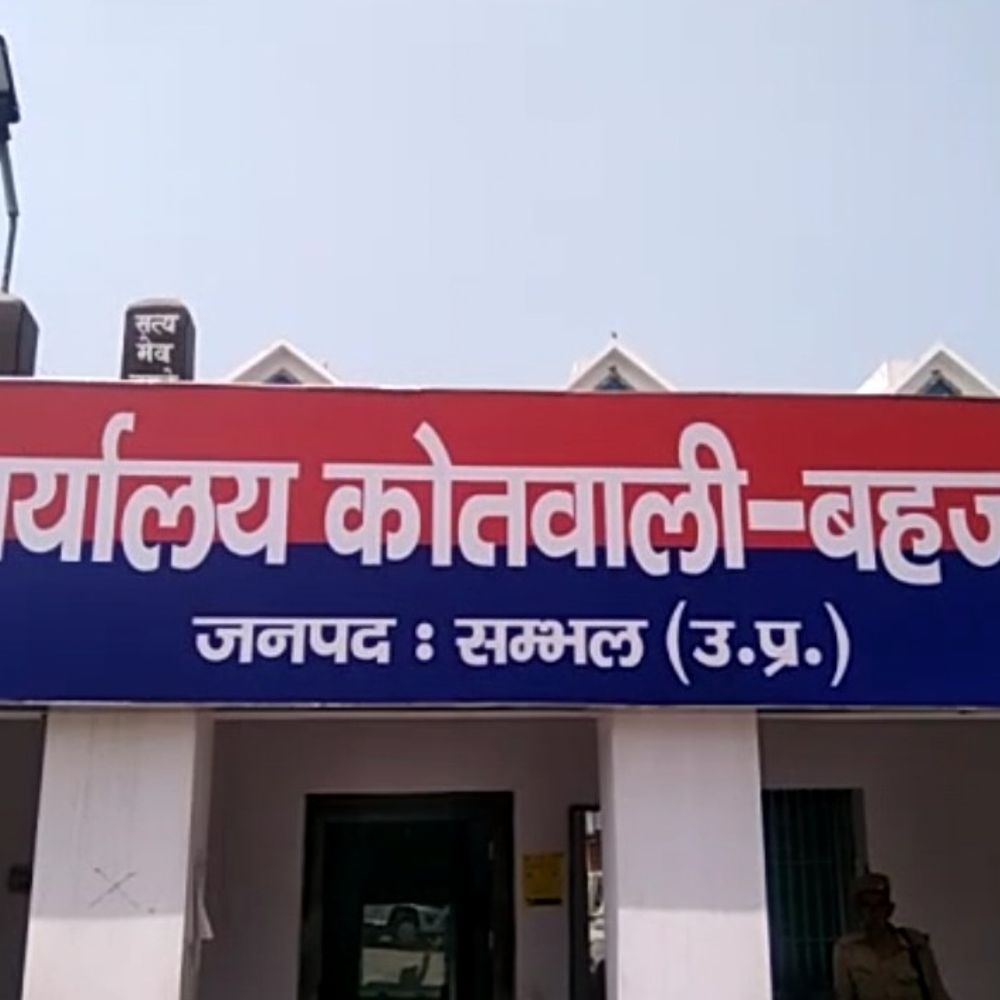 सत्य
मेव
र्यालय कोतवाली-बहज
जनपद : सम्भल (उ.प्र.)